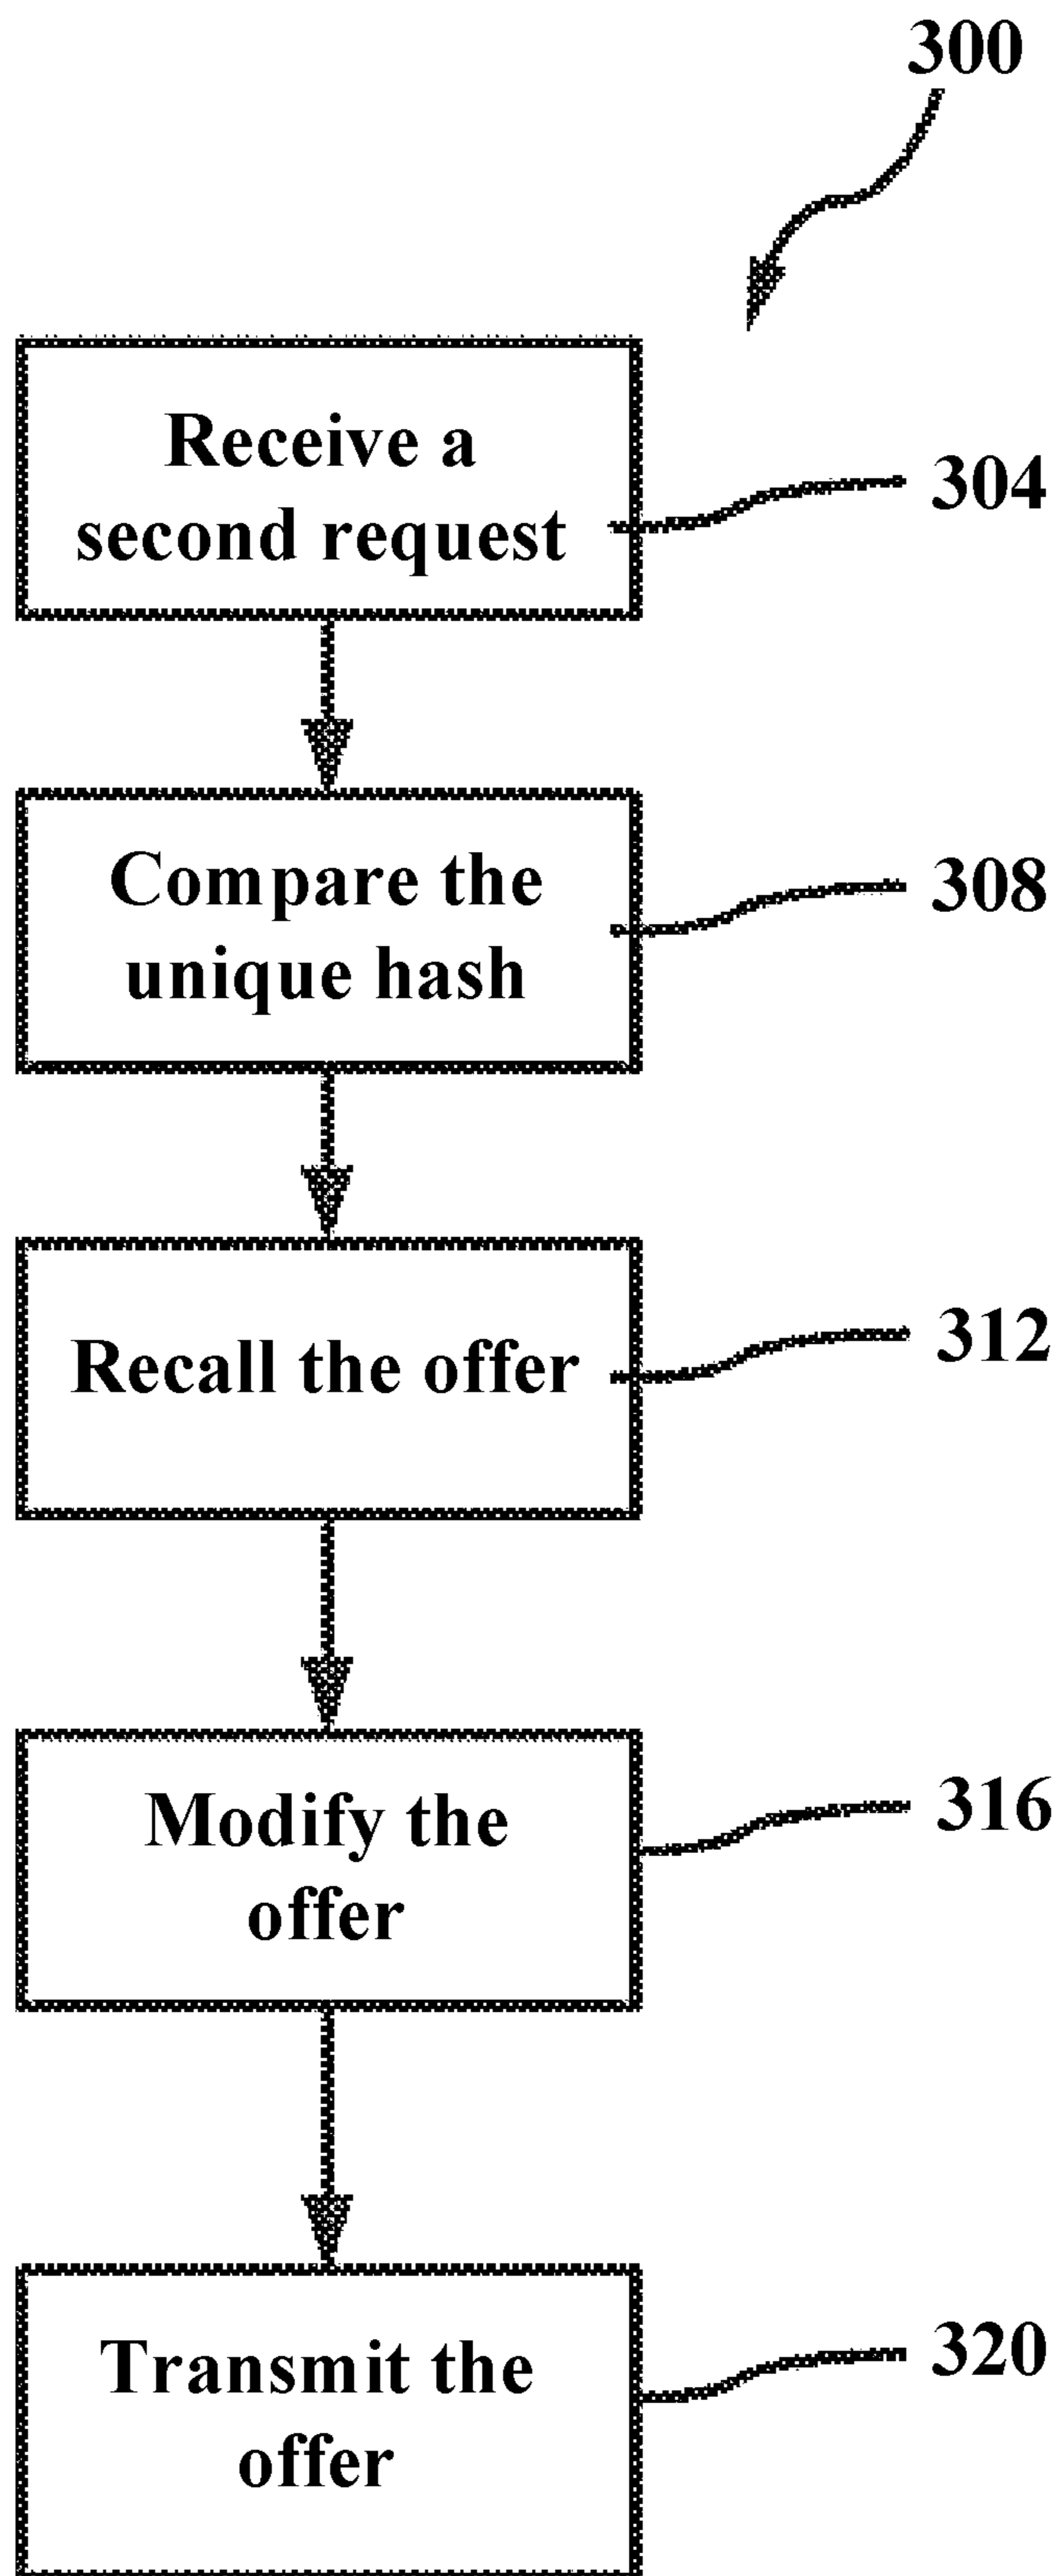 300
Receive a
second request
304
Compare the
unique hash
308
Recall the offer
312
Modify the
offer
316
Transmit the
offer
320